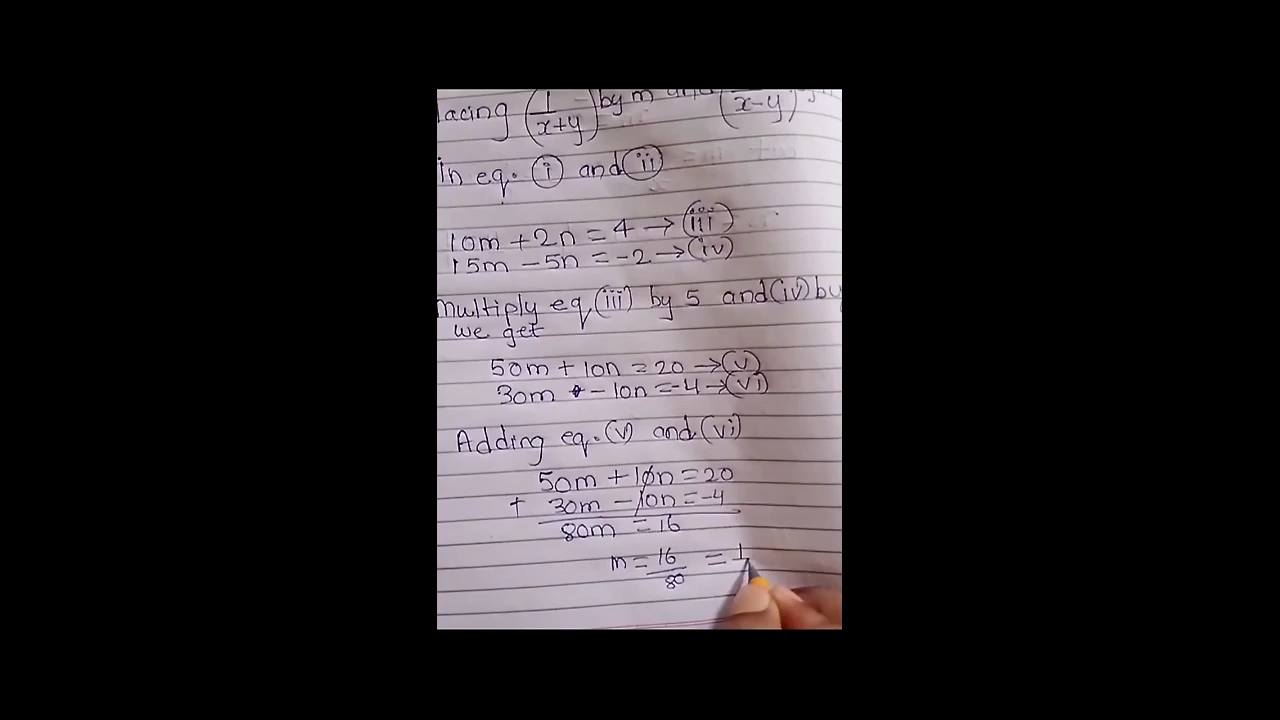 lacing (1/x+y) by m and (/x-y)
in eq. (i) and (ii)
10m + 2n = 4 → (iii)
15m - 5n = -2 → (iv)
Multiply eq. (iii) by 5 and (iv) by
we get
50m + 10n = 20 → (v)
30m - 10n = -4 → (vi)
Adding eq. (v) and (vi)
50m + 10n = 20
+ 30m - 10n = -4
80m = 16
m = 16/80 = 1